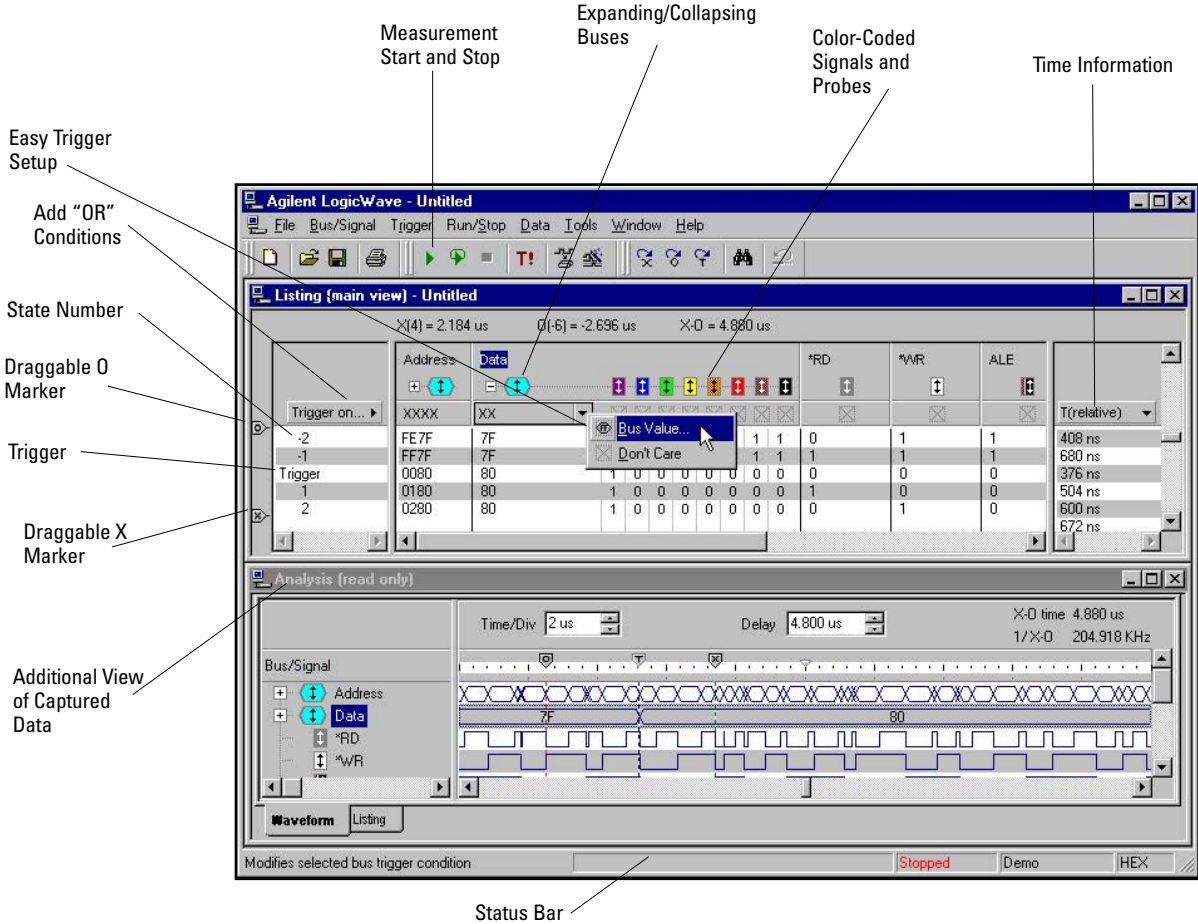 Expanding/Collapsing
Buses
Measurement
Start and Stop
Color-Coded
Signals and
Probes
Time Information
Easy Trigger
Setup
Add “OR”
Conditions
State Number
Draggable O
Marker
Trigger
Draggable X
Marker
Additional View
of Captured
Data
Status Bar
Agilent LogicWave - Untitled
File Bus/Signal Trigger Run/Stop Data Tools Window Help
T!
X O T
Listing (main view) - Untitled
X(4) = 2.184 us O(-6) = -2.696 us X-O = 4.880 us
Address Data *RD *WR ALE
Trigger on... XXXX XX T(relative)
Bus Value...
Don't Care
O
-2 FE7F 7F 1 1 0 1 1 408 ns
-1 FF7F 7F 1 1 1 1 1 680 ns
Trigger 0080 80 1 0 0 0 0 0 0 0 0 0 0 376 ns
1 0180 80 1 0 0 0 0 0 0 0 1 0 0 504 ns
X
2 0280 80 1 0 0 0 0 0 0 0 0 1 0 600 ns
672 ns
Analysis (read only)
Time/Div 2 us Delay 4.800 us X-O time 4.880 us
1/X-O 204.918 KHz
Bus/Signal
O T X
Address
Data 7F 80
*RD
*WR
Waveform Listing
Modifies selected bus trigger condition Stopped Demo HEX